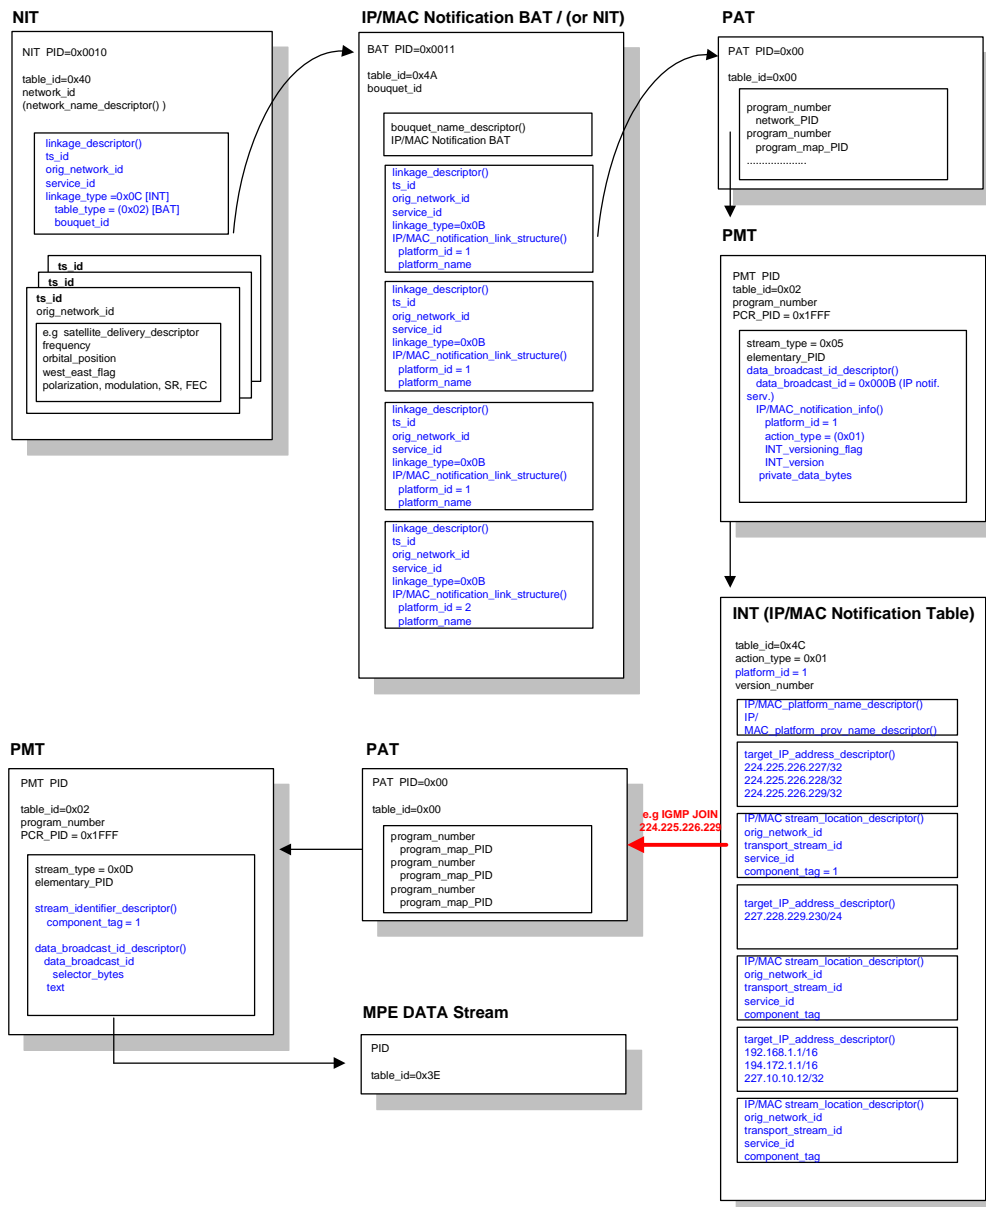 NIT
NIT PID=0x0010
table_id=0x40
network_id
(network_name_descriptor() )
linkage_descriptor()
ts_id
orig_network_id
service_id
linkage_type =0x0C [INT]
table_type = (0x02) [BAT]
bouquet_id
ts_id
ts_id
ts_id
orig_network_id
e.g satellite_delivery_descriptor
frequency
orbital_position
west_east_flag
polarization, modulation, SR, FEC
IP/MAC Notification BAT / (or NIT)
BAT PID=0x0011
table_id=0x4A
bouquet_id
bouquet_name_descriptor()
IP/MAC Notification BAT
linkage_descriptor()
ts_id
orig_network_id
service_id
linkage_type=0x0B
IP/MAC_notification_link_structure()
platform_id = 1
platform_name
linkage_descriptor()
ts_id
orig_network_id
service_id
linkage_type=0x0B
IP/MAC_notification_link_structure()
platform_id = 1
platform_name
linkage_descriptor()
ts_id
orig_network_id
service_id
linkage_type=0x0B
IP/MAC_notification_link_structure()
platform_id = 1
platform_name
linkage_descriptor()
ts_id
orig_network_id
service_id
linkage_type=0x0B
IP/MAC_notification_link_structure()
platform_id = 2
platform_name
PAT
PAT PID=0x00
table_id=0x00
program_number
network_PID
program_number
program_map_PID
....................
PMT
PMT PID
table_id=0x02
program_number
PCR_PID = 0x1FFF
stream_type = 0x05
elementary_PID
data_broadcast_id_descriptor()
data_broadcast_id = 0x000B (IP notif.
serv.)
IP/MAC_notification_info()
platform_id = 1
action_type = (0x01)
INT_versioning_flag
INT_version
private_data_bytes
INT (IP/MAC Notification Table)
table_id=0x4C
action_type = 0x01
platform_id = 1
version_number
IP/MAC_platform_name_descriptor()
IP/
MAC_platform_prov_name_descriptor()
target_IP_address_descriptor()
224.225.226.227/32
224.225.226.228/32
224.225.226.229/32
IP/MAC stream_location_descriptor()
orig_network_id
transport_stream_id
service_id
component_tag = 1
target_IP_address_descriptor()
227.228.229.230/24
IP/MAC stream_location_descriptor()
orig_network_id
transport_stream_id
service_id
component_tag
target_IP_address_descriptor()
192.168.1.1/16
194.172.1.1/16
227.10.10.12/32
IP/MAC stream_location_descriptor()
orig_network_id
transport_stream_id
service_id
component_tag
e.g IGMP JOIN
224.225.226.229
PAT
PAT PID=0x00
table_id=0x00
program_number
program_map_PID
program_number
program_map_PID
program_number
program_map_PID
PMT
PMT PID
table_id=0x02
program_number
PCR_PID = 0x1FFF
stream_type = 0x0D
elementary_PID
stream_identifier_descriptor()
component_tag = 1
data_broadcast_id_descriptor()
data_broadcast_id
selector_bytes
text
MPE DATA Stream
PID
table_id=0x3E